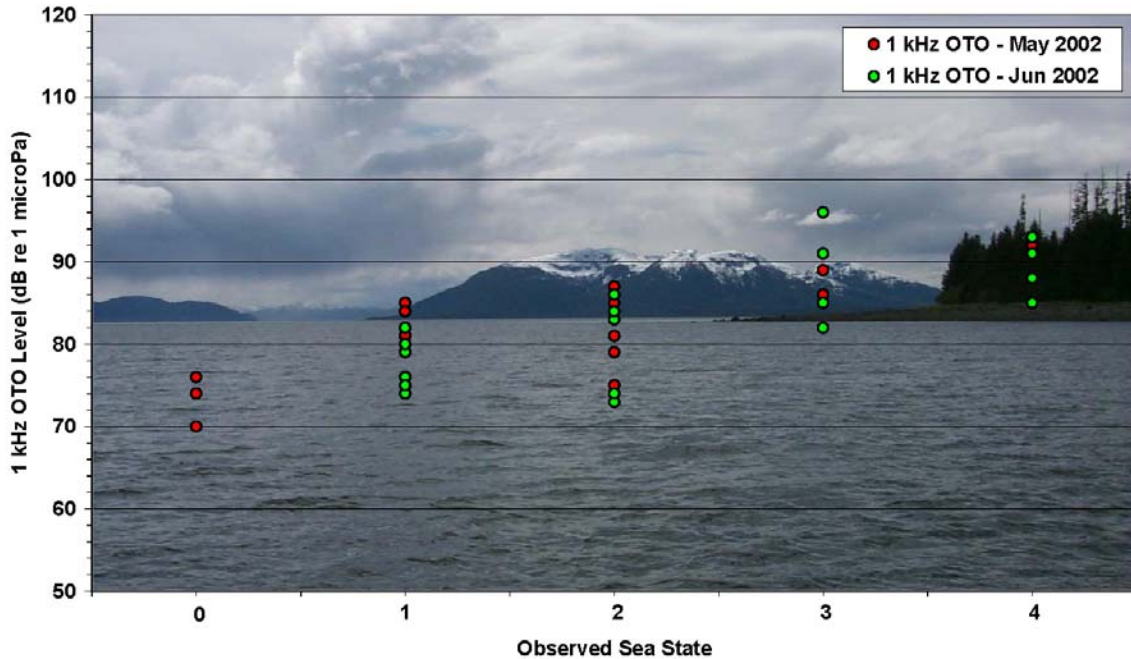 120
110
100
90
80
70
60
50
1 kHz OTO Level (dB re 1 microPa)
1 kHz OTO - May 2002
1 kHz OTO - Jun 2002
0 1 2 3 4
Observed Sea State